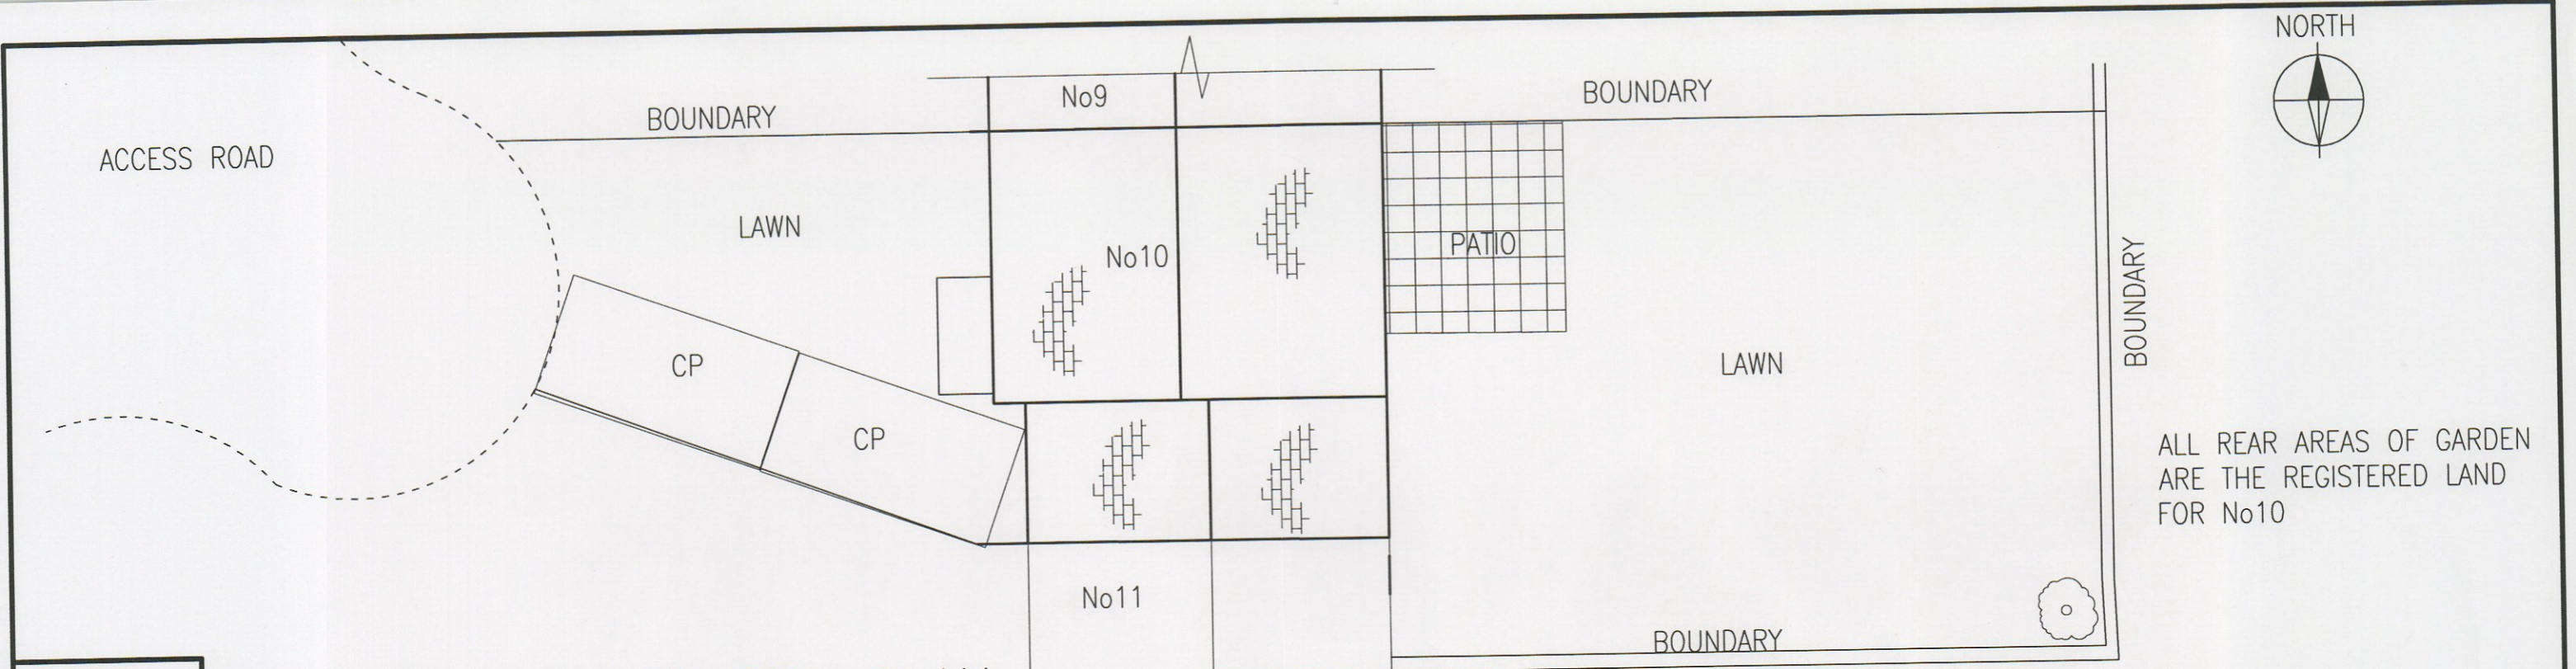 NORTH
No9
BOUNDARY
BOUNDARY
ACCESS ROAD
LAWN
No10
PATIO
BOUNDARY
CP
LAWN
CP
ALL REAR AREAS OF GARDEN
ARE THE REGISTERED LAND
FOR No10
No11
BOUNDARY